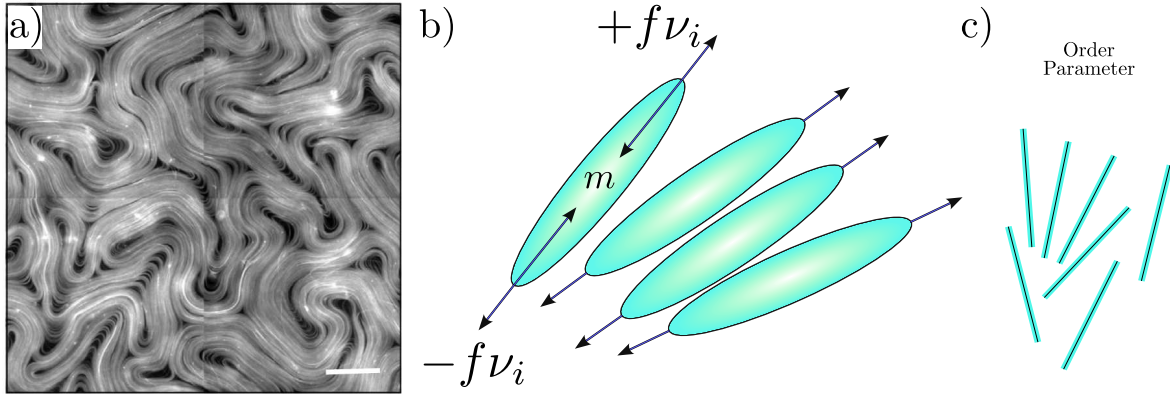 a)
b)
+fν_i
m
−fν_i
c)
Order
Parameter